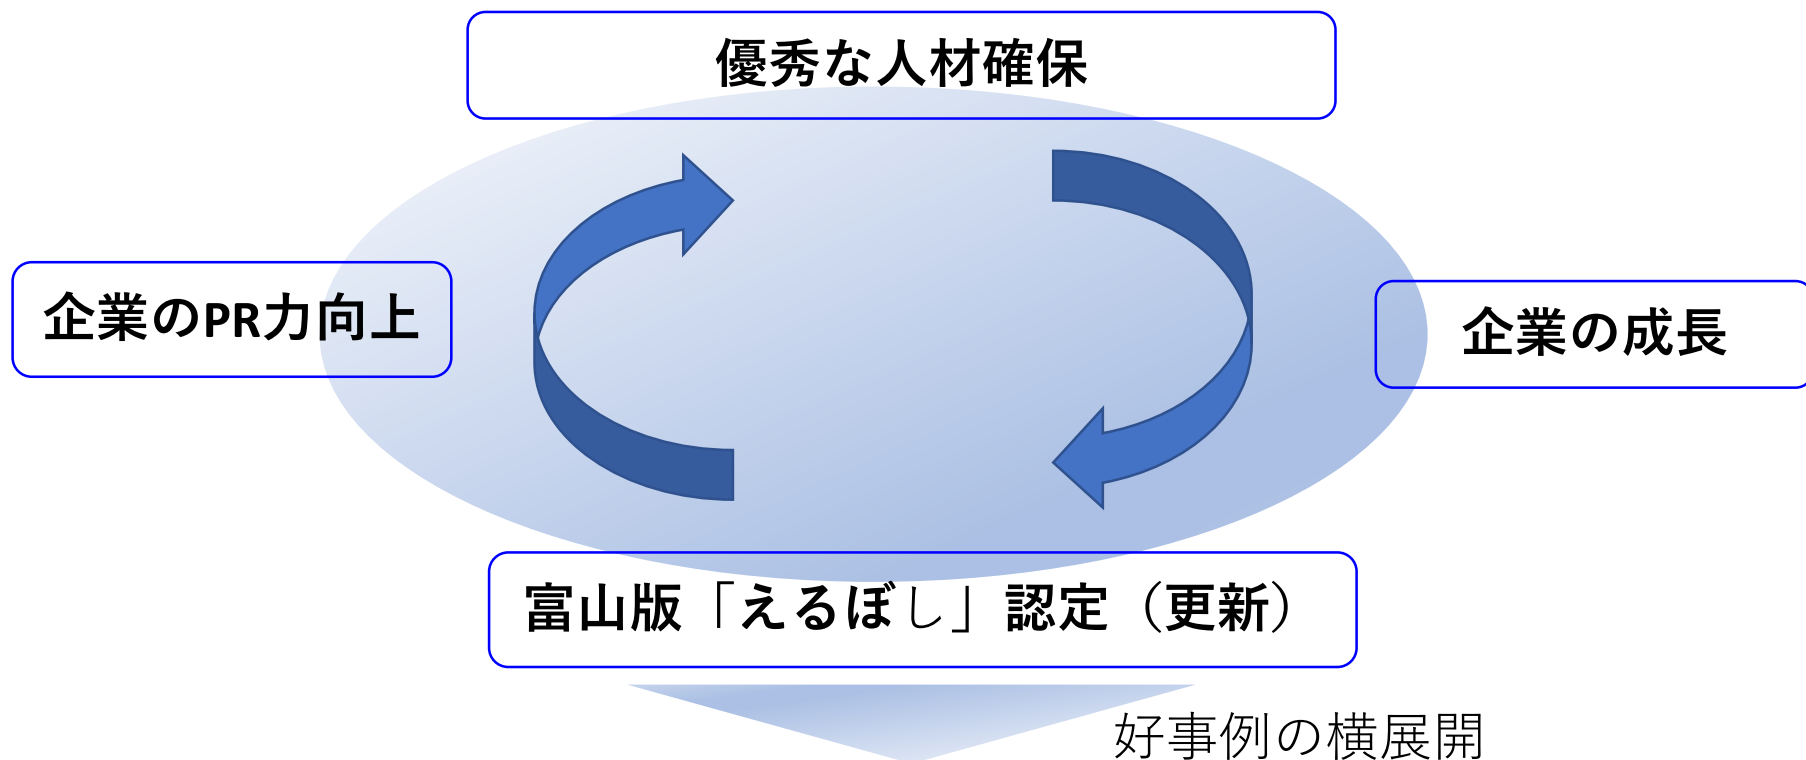 優秀な人材確保
企業のPR力向上
企業の成長
富山版「えるぼし」認定（更新）
好事例の横展開